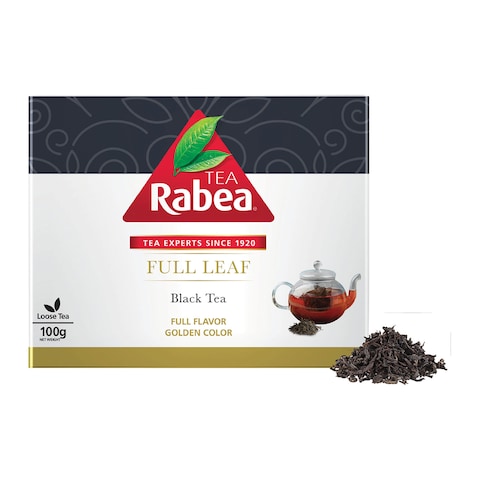 TEA
Rabea®
TEA EXPERTS SINCE 1920
FULL LEAF
Black Tea
FULL FLAVOR
GOLDEN COLOR
Loose Tea
100g
NET WEIGHT